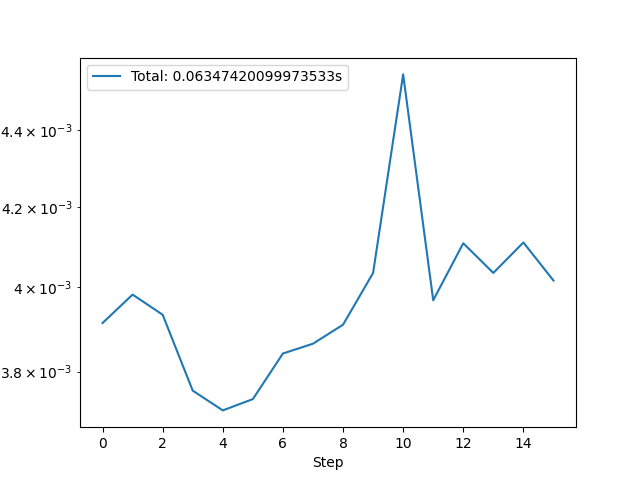 Total: 0.06347420099973533s
4.4 × 10⁻³
4.2 × 10⁻³
4 × 10⁻³
3.8 × 10⁻³
0 2 4 6 8 10 12 14
Step